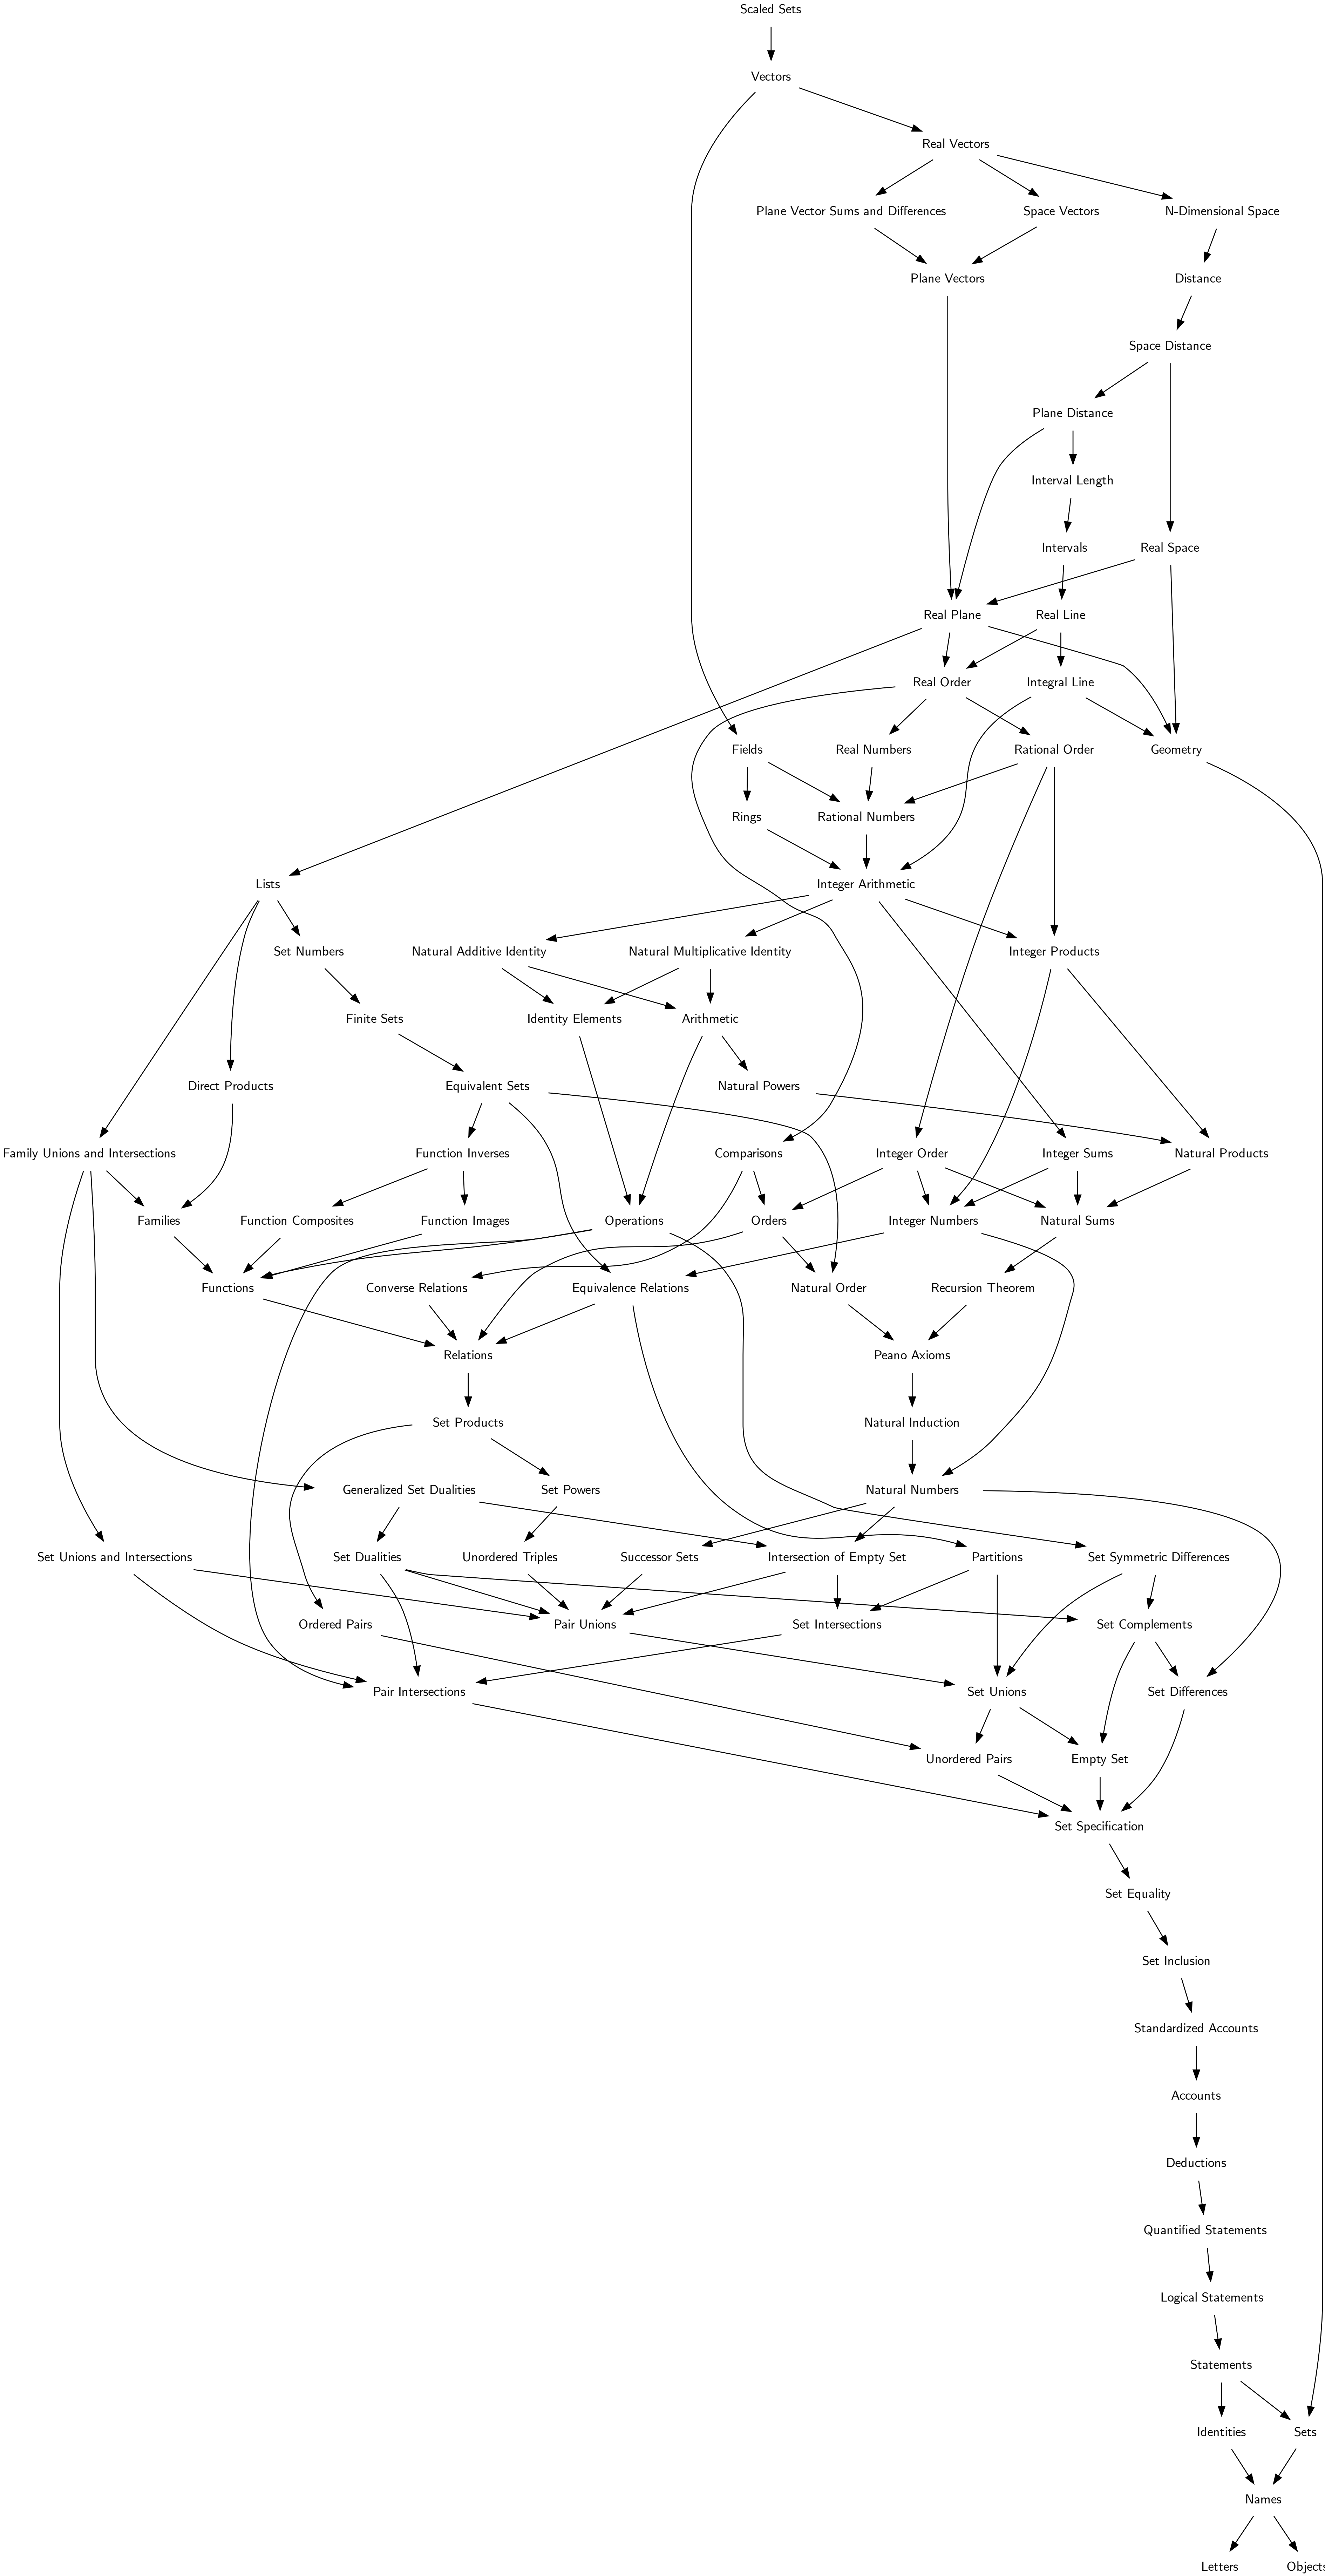 Scaled Sets
Vectors
Real Vectors
Plane Vector Sums and Differences
Space Vectors
N-Dimensional Space
Plane Vectors
Distance
Space Distance
Plane Distance
Interval Length
Intervals
Real Space
Real Plane
Real Line
Real Order
Integral Line
Fields
Real Numbers
Rational Order
Geometry
Rings
Rational Numbers
Lists
Integer Arithmetic
Set Numbers
Natural Additive Identity
Natural Multiplicative Identity
Integer Products
Finite Sets
Identity Elements
Arithmetic
Direct Products
Equivalent Sets
Natural Powers
Family Unions and Intersections
Function Inverses
Comparisons
Integer Order
Integer Sums
Natural Products
Families
Function Composites
Function Images
Operations
Orders
Integer Numbers
Natural Sums
Functions
Converse Relations
Equivalence Relations
Natural Order
Recursion Theorem
Relations
Peano Axioms
Set Products
Natural Induction
Generalized Set Dualities
Set Powers
Natural Numbers
Set Unions and Intersections
Set Dualities
Unordered Triples
Successor Sets
Intersection of Empty Set
Partitions
Set Symmetric Differences
Ordered Pairs
Pair Unions
Set Intersections
Set Complements
Pair Intersections
Set Unions
Set Differences
Unordered Pairs
Empty Set
Set Specification
Set Equality
Set Inclusion
Standardized Accounts
Accounts
Deductions
Quantified Statements
Logical Statements
Statements
Identities
Sets
Names
Letters
Objects